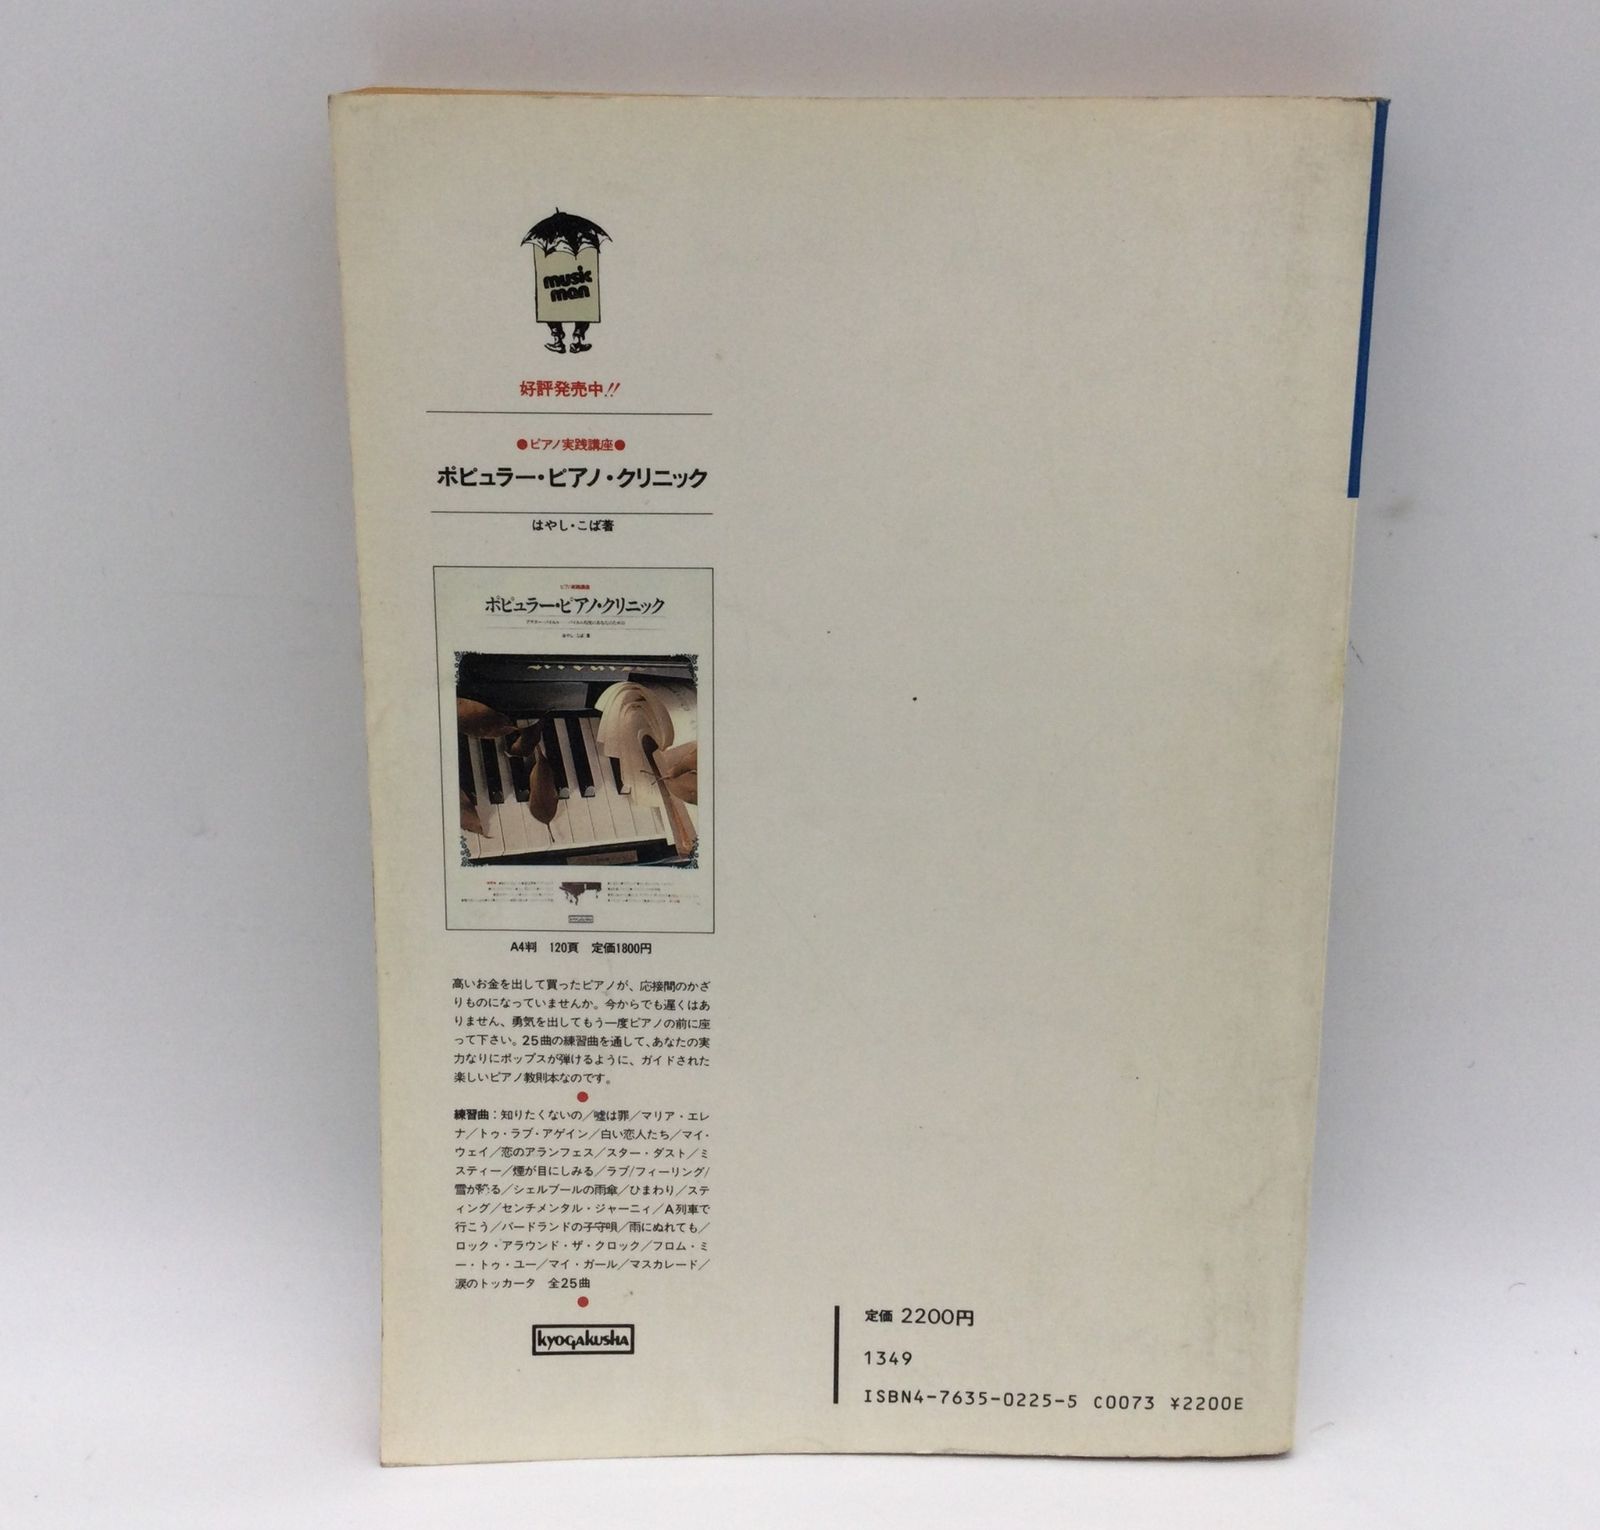 music
man
好評発売中!!
●ピアノ実践講座●
ポピュラー・ピアノ・クリニック
はやし・こば著
ピアノ実践講座
ポピュラー・ピアノ・クリニック
はやし・こば 著
kyogakusha
A4判 120頁 定価1800円
高いお金を出して買ったピアノが、応接間のかざ
りものになっていませんか。今からでも遅くはあ
りません、勇気を出してもう一度ピアノの前に座
って下さい。25曲の練習曲を通して、あなたの実
力なりにポップスが弾けるように、ガイドされた
楽しいピアノ教則本なのです。
●
練習曲：知りたくないの／嘘は罪／マリア・エレ
ナ／トゥ・ラブ・アゲイン／白い恋人たち／マイ・
ウェイ／恋のアランフェス／スター・ダスト／ミ
スティー／煙が目にしみる／ラブ/フィーリング/
雪が降る／シェルブールの雨傘／ひまわり／ステ
ィング／センチメンタル・ジャーニィ／A列車で
行こう／バードランドの子守唄／雨にぬれても／
ロック・アラウンド・ザ・クロック／フロム・ミ
ー・トゥ・ユー／マイ・ガール／マスカレード／
涙のトッカータ 全25曲
●
kyogakusha
定価 2200円
1349
ISBN4-7635-0225-5 C0073 ¥2200E